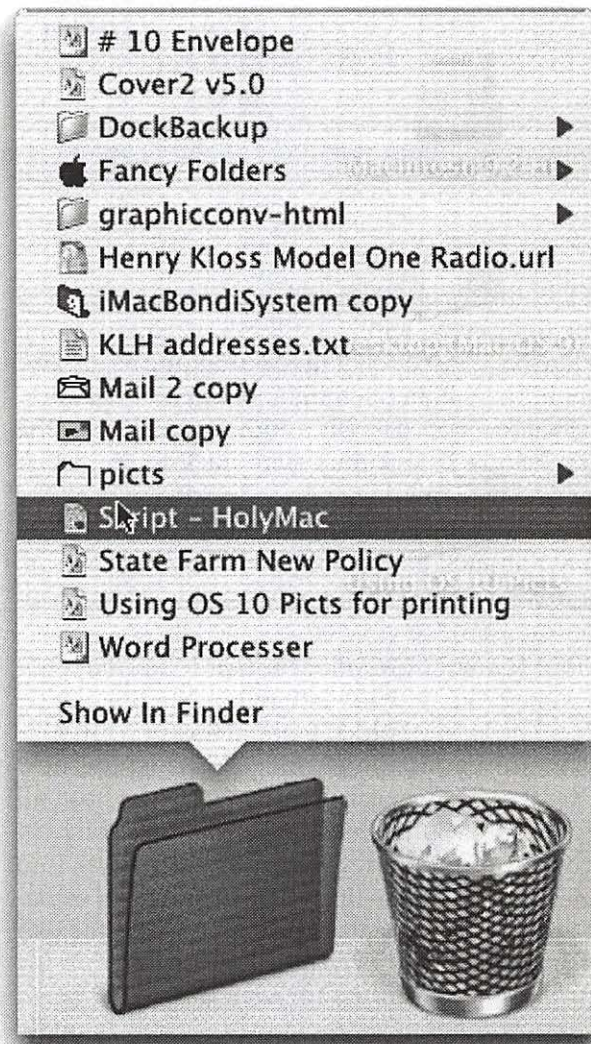 # 10 Envelope
Cover2 v5.0
DockBackup
Fancy Folders
graphicconv-html
Henry Kloss Model One Radio.url
iMacBondiSystem copy
KLH addresses.txt
Mail 2 copy
Mail copy
picts
Script – HolyMac
State Farm New Policy
Using OS 10 Picts for printing
Word Processer
Show In Finder